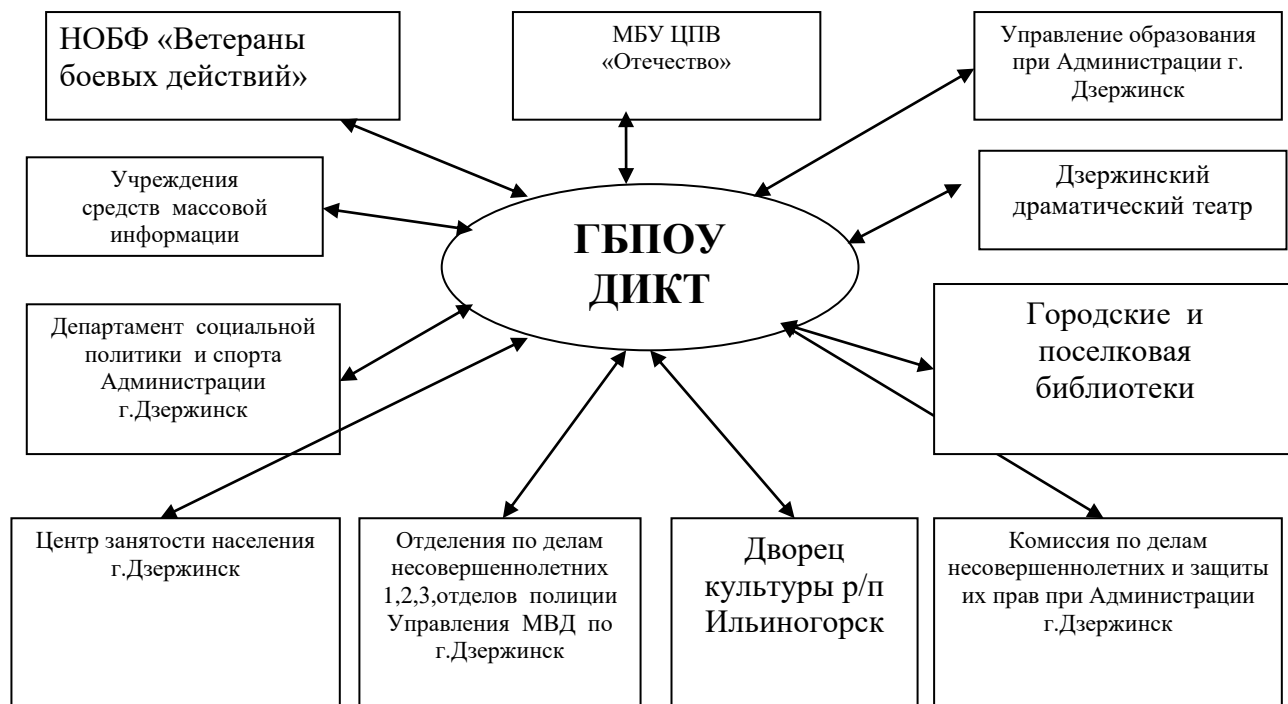 НОБФ «Ветераны
боевых действий»
МБУ ЦПВ
«Отечество»
Управление образования
при Администрации г.
Дзержинск
Учреждения
средств массовой
информации
ГБПОУ
ДИКТ
Дзержинский
драматический театр
Департамент социальной
политики и спорта
Администрации
г.Дзержинск
Городские и
поселковая
библиотеки
Центр занятости населения
г.Дзержинск
Отделения по делам
несовершеннолетних
1,2,3,отделов полиции
Управления МВД по
г.Дзержинск
Дворец
культуры р/п
Ильиногорск
Комиссия по делам
несовершеннолетних и защиты
их прав при Администрации
г.Дзержинск